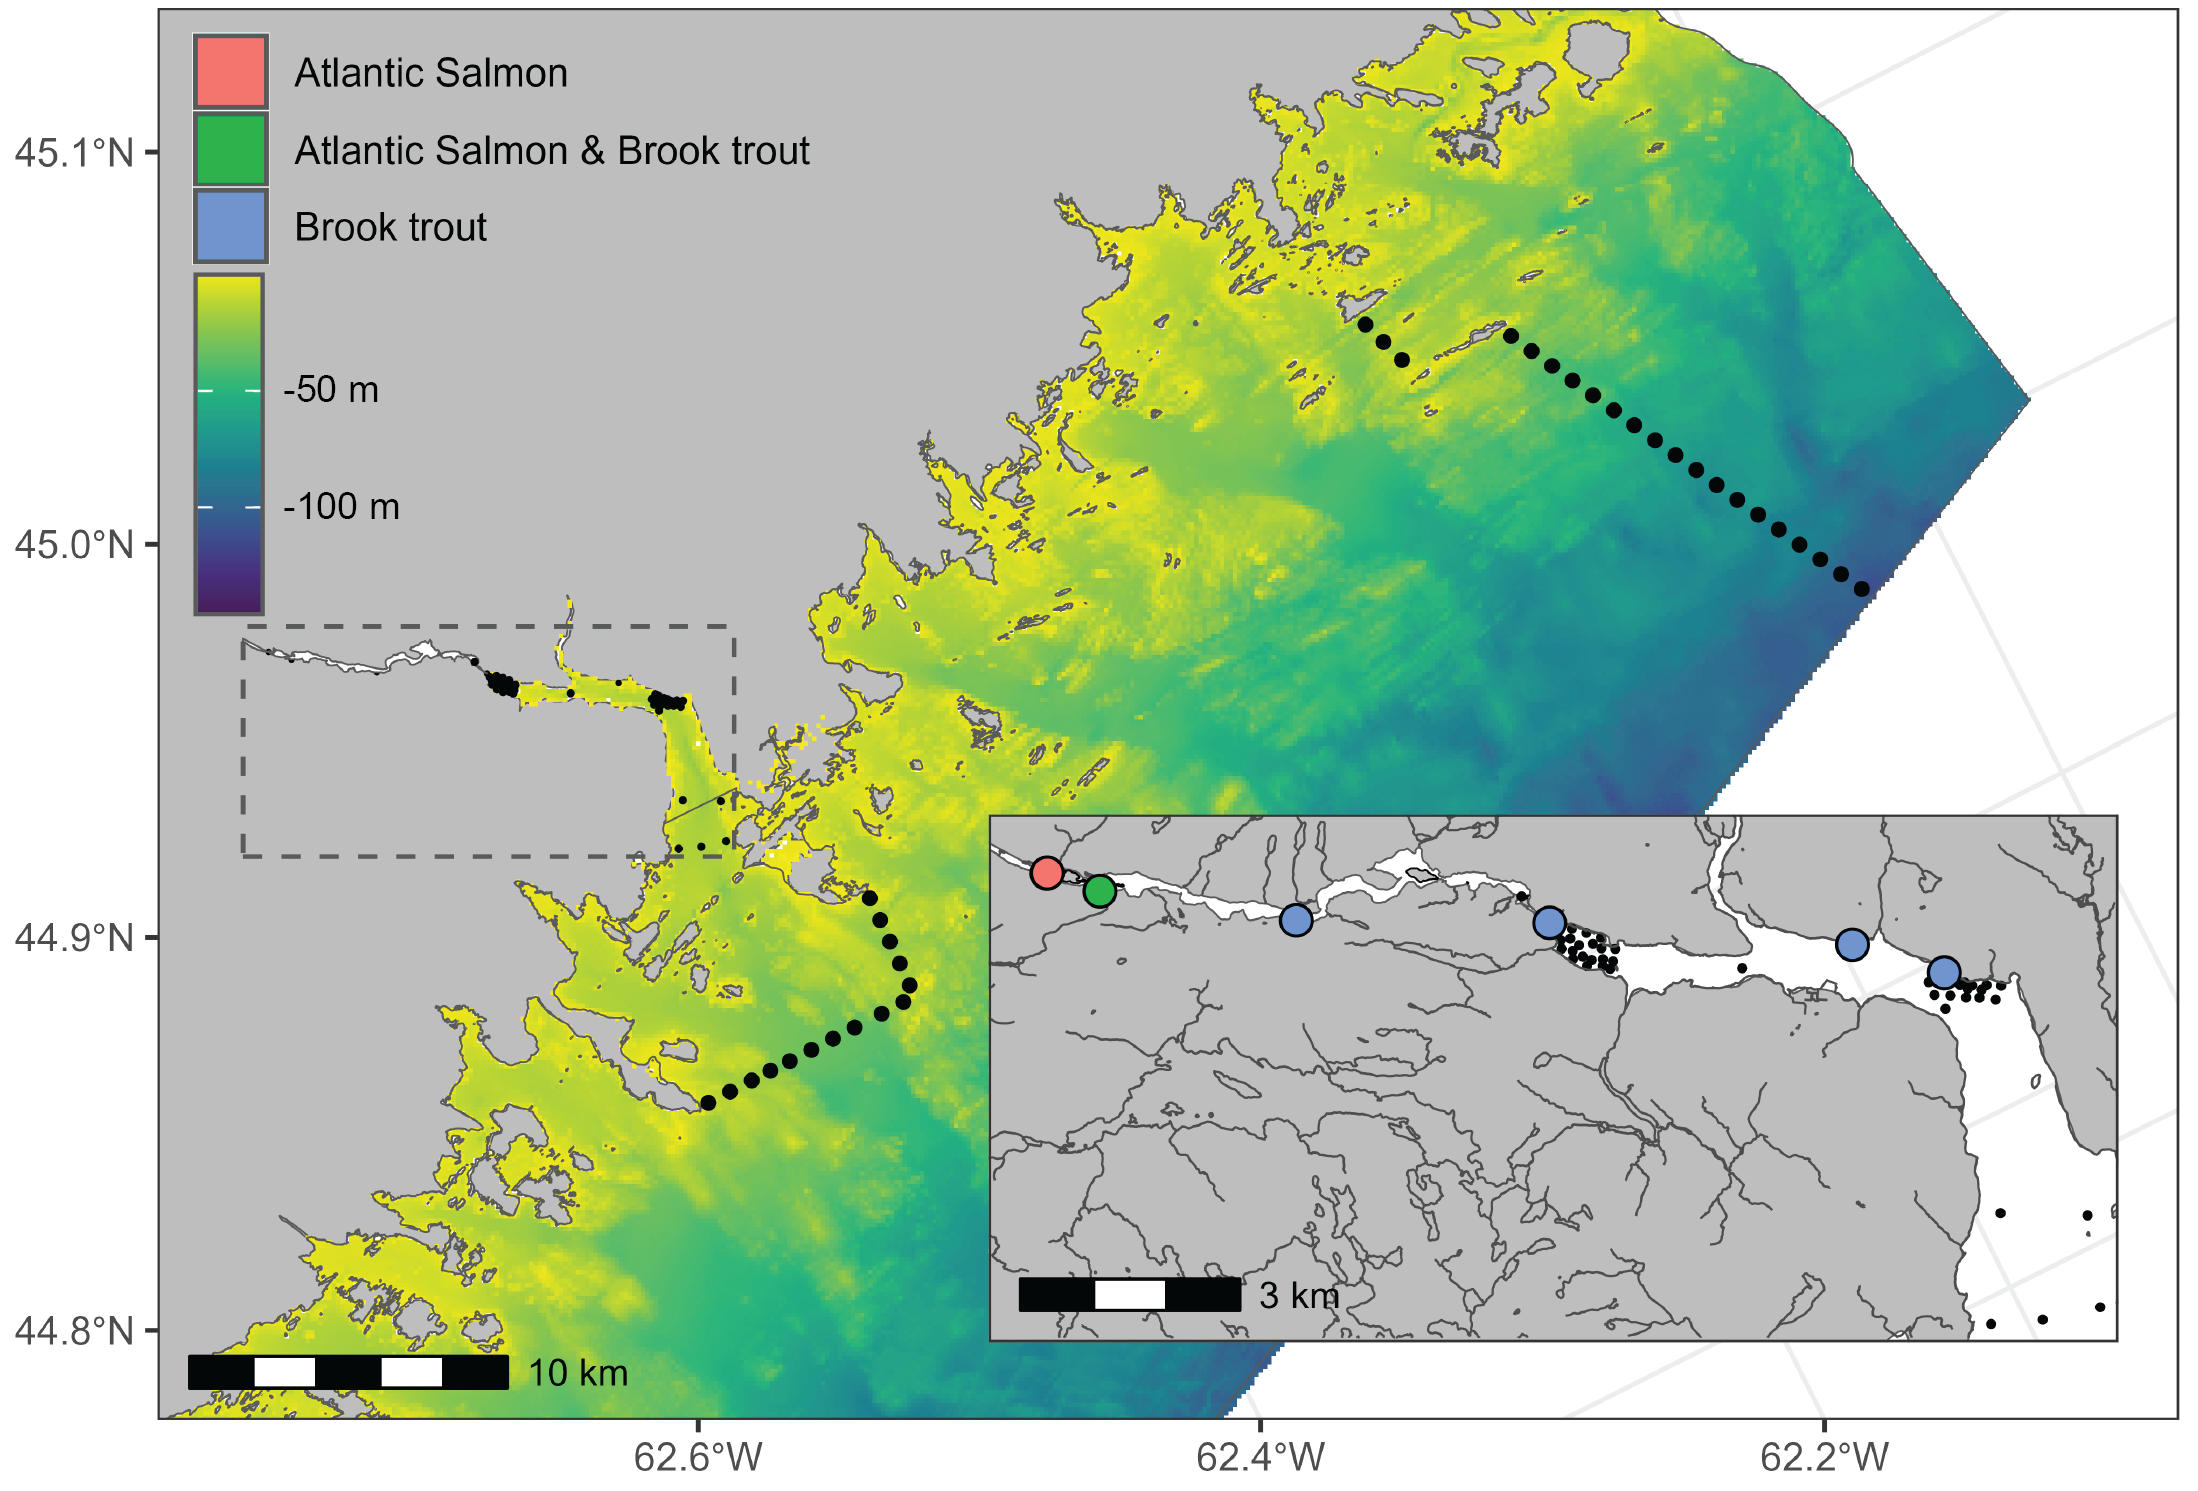 Atlantic Salmon
Atlantic Salmon & Brook trout
Brook trout
-50 m
-100 m
45.1°N
45.0°N
44.9°N
44.8°N
3 km
10 km
62.6°W
62.4°W
62.2°W